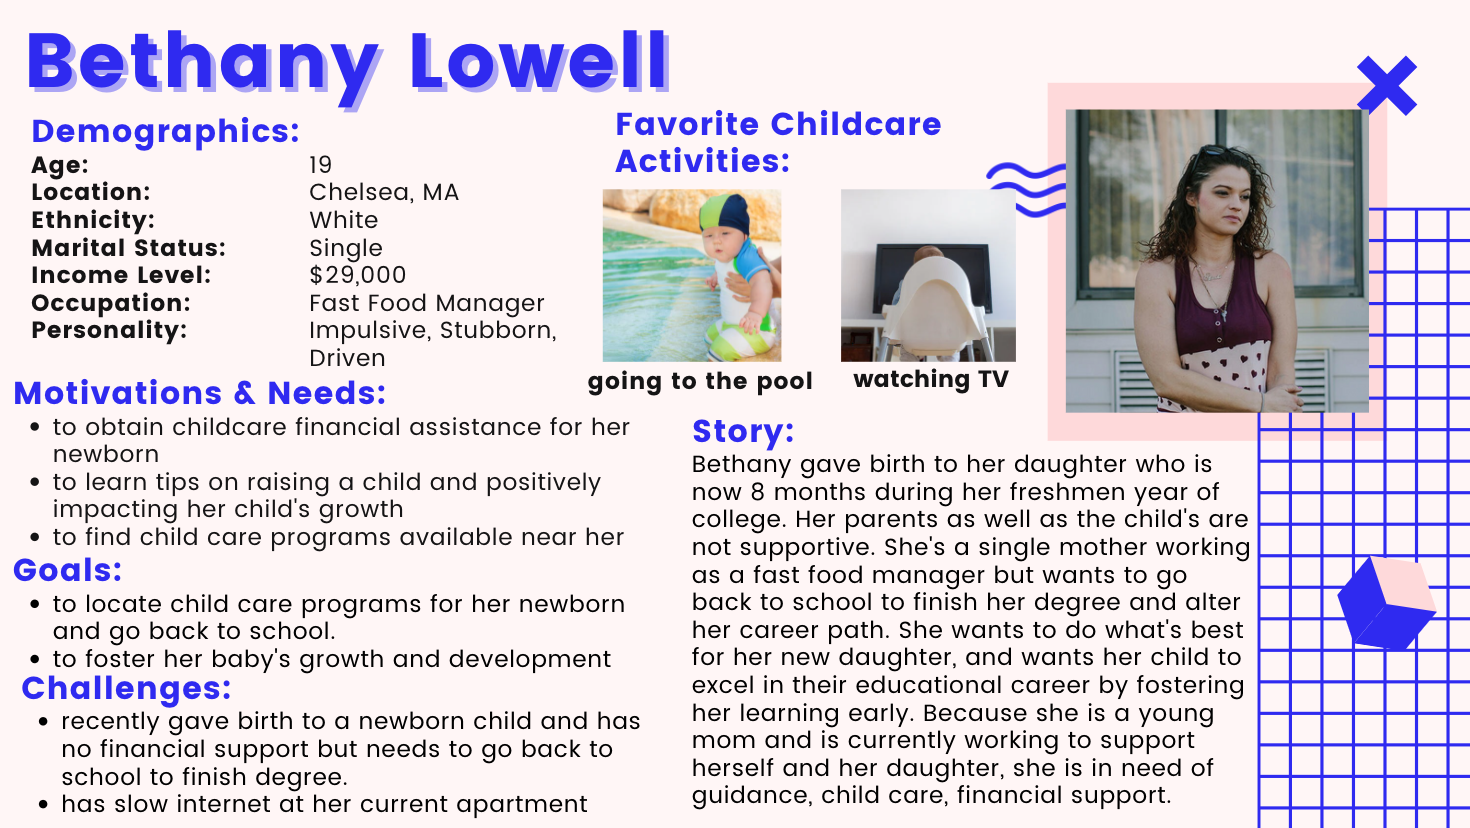 Bethany Lowell
Demographics:
Age: 19
Location: Chelsea, MA
Ethnicity: White
Marital Status: Single
Income Level: $29,000
Occupation: Fast Food Manager
Personality: Impulsive, Stubborn,
Driven
Motivations & Needs:
• to obtain childcare financial assistance for her
newborn
• to learn tips on raising a child and positively
impacting her child's growth
• to find child care programs available near her
Goals:
• to locate child care programs for her newborn
and go back to school.
• to foster her baby's growth and development
Challenges:
• recently gave birth to a newborn child and has
no financial support but needs to go back to
school to finish degree.
• has slow internet at her current apartment
Favorite Childcare
Activities:
going to the pool
watching TV
Story:
Bethany gave birth to her daughter who is
now 8 months during her freshmen year of
college. Her parents as well as the child's are
not supportive. She's a single mother working
as a fast food manager but wants to go
back to school to finish her degree and alter
her career path. She wants to do what's best
for her new daughter, and wants her child to
excel in their educational career by fostering
her learning early. Because she is a young
mom and is currently working to support
herself and her daughter, she is in need of
guidance, child care, financial support.